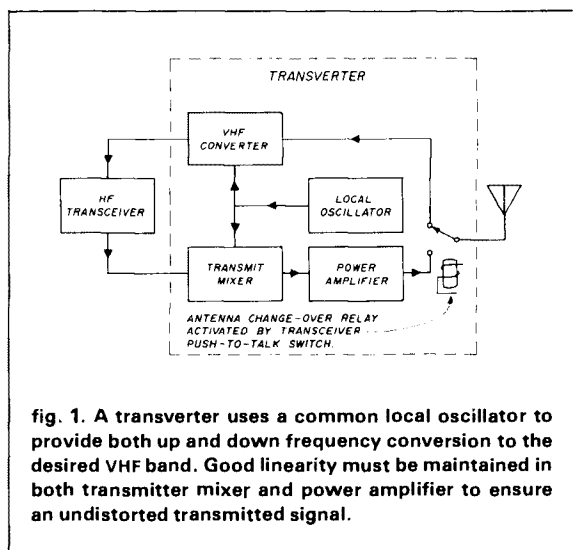 TRANSVERTER
VHF
CONVERTER
HF
TRANSCEIVER
LOCAL
OSCILLATOR
TRANSMIT
MIXER
POWER
AMPLIFIER
ANTENNA CHANGE-OVER RELAY
ACTIVATED BY TRANSCEIVER
PUSH-TO-TALK SWITCH.
fig. 1. A transverter uses a common local oscillator to
provide both up and down frequency conversion to the
desired VHF band. Good linearity must be maintained in
both transmitter mixer and power amplifier to ensure
an undistorted transmitted signal.